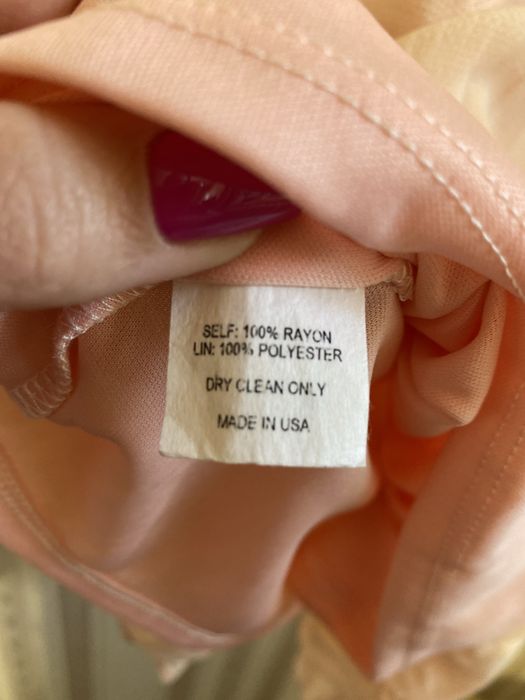 SELF: 100% RAYON
LIN: 100% POLYESTER
DRY CLEAN ONLY
MADE IN USA